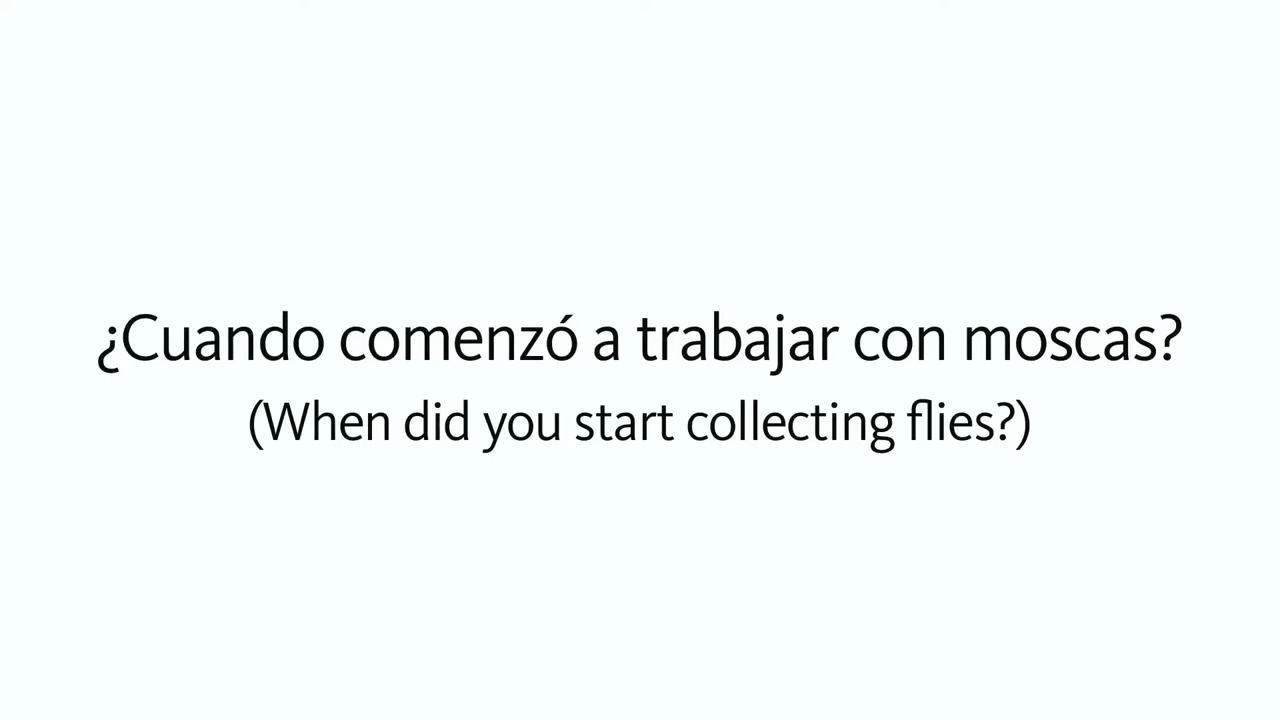 ¿Cuando comenzó a trabajar con moscas?
(When did you start collecting flies?)